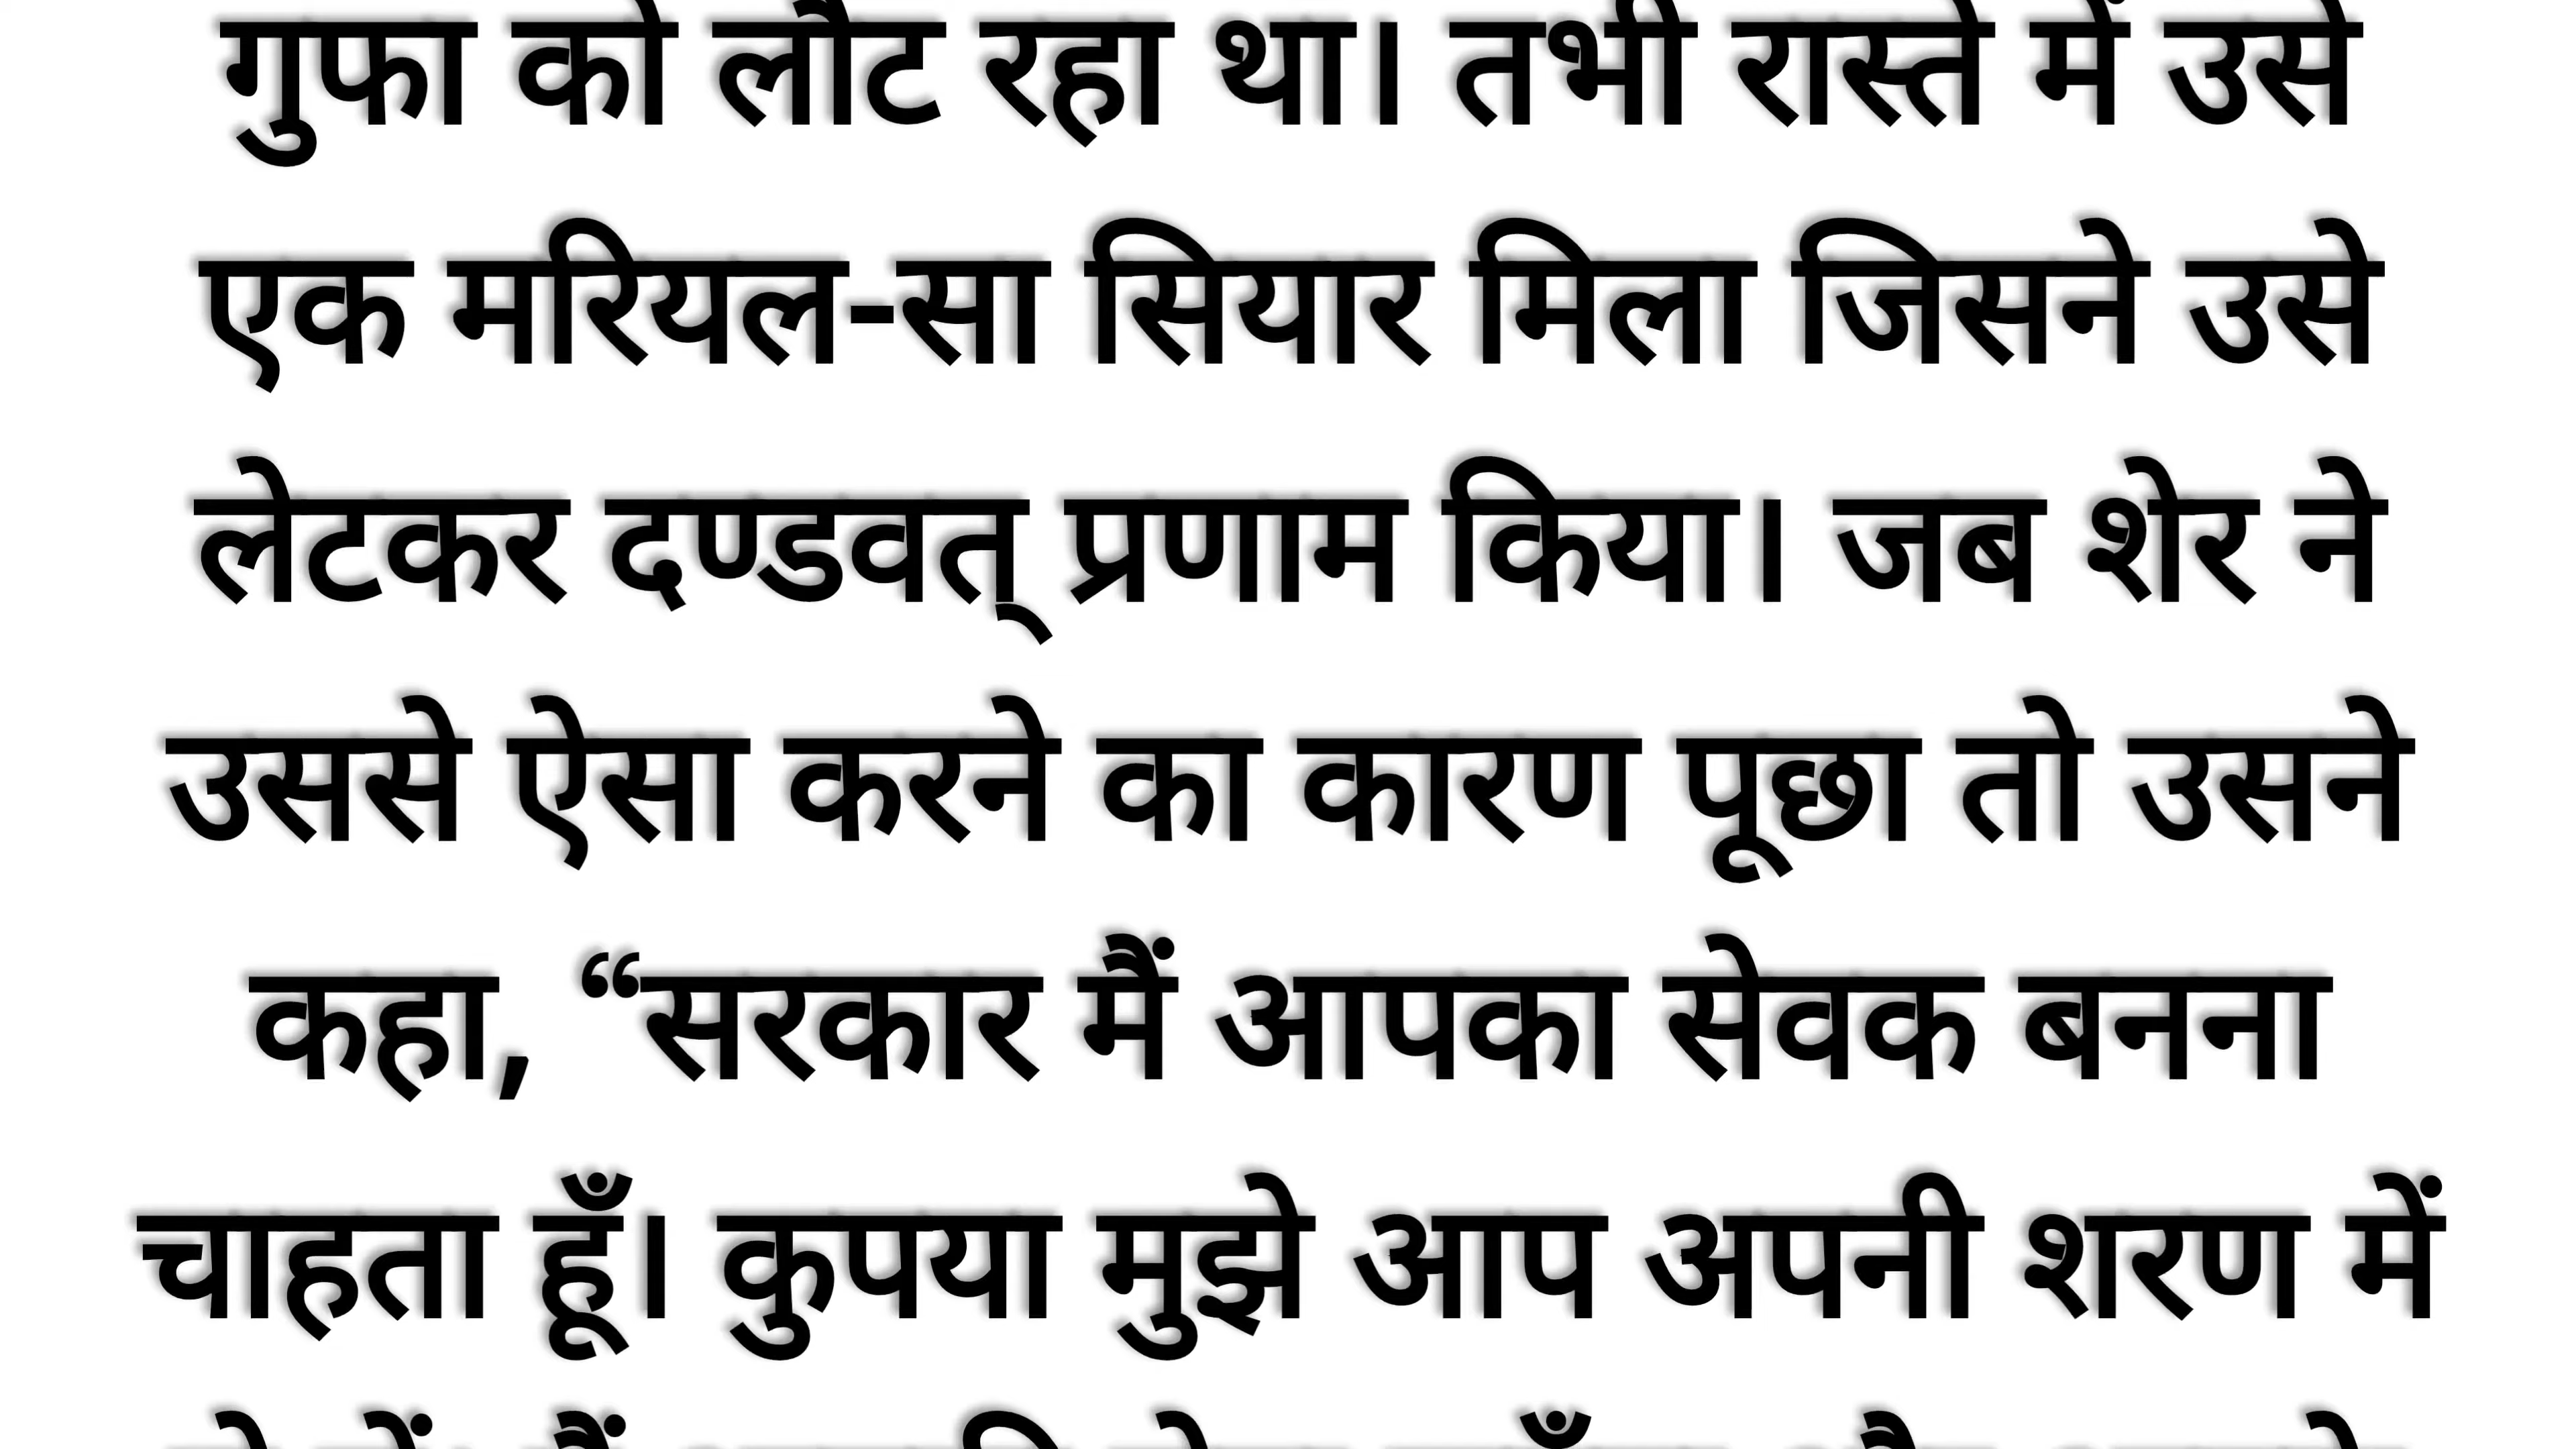 गुफा को लौट रहा था। तभी रास्ते में उसे
एक मरियल-सा सियार मिला जिसने उसे
लेटकर दण्डवत् प्रणाम किया। जब शेर ने
उससे ऐसा करने का कारण पूछा तो उसने
कहा, “सरकार मैं आपका सेवक बनना
चाहता हूँ। कुपया मुझे आप अपनी शरण में